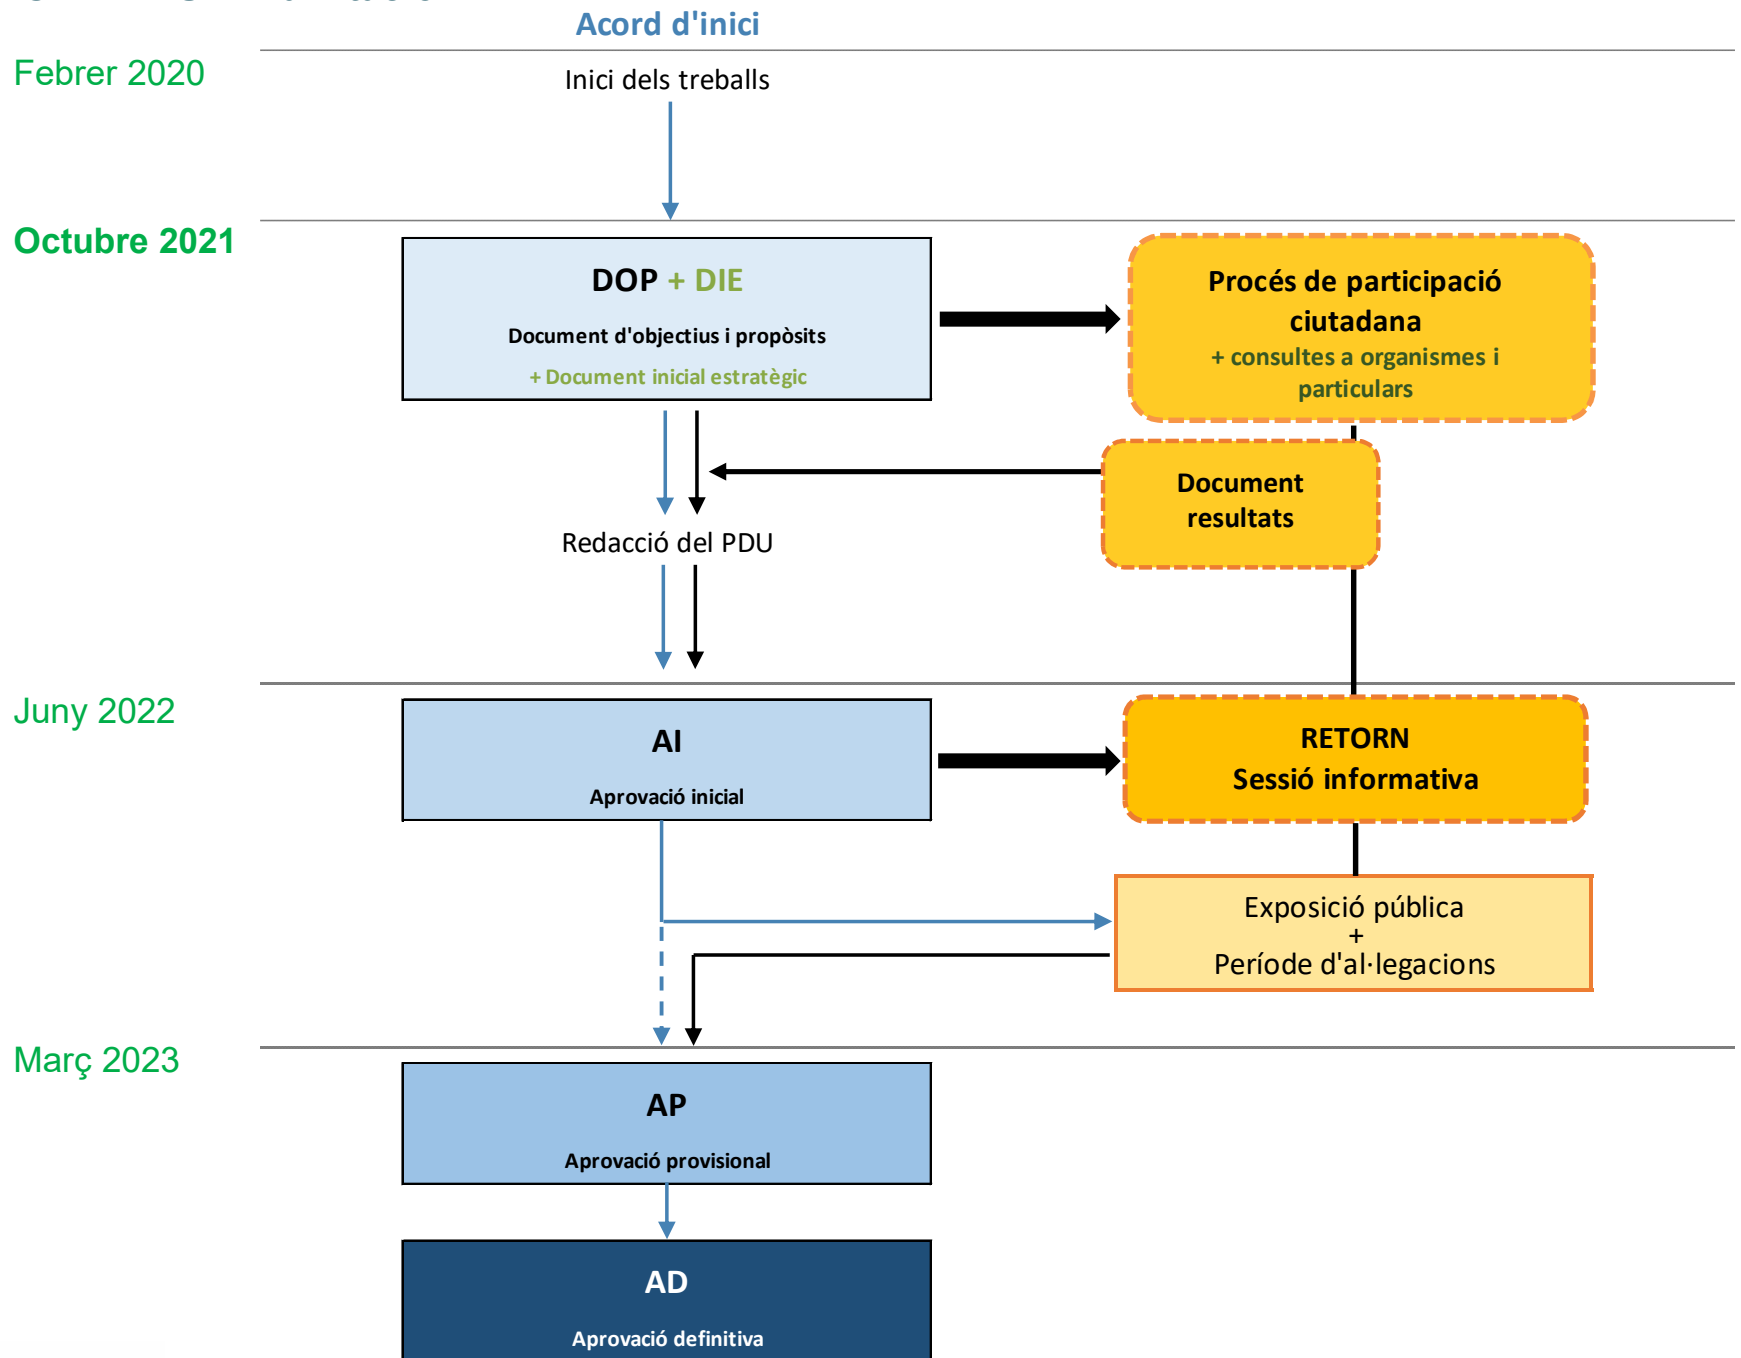 Acord d'inici
Febrer 2020
Inici dels treballs
Octubre 2021
DOP + DIE
Document d'objectius i propòsits
+ Document inicial estratègic
Procés de participació
ciutadana
+ consultes a organismes i
particulars
Document
resultats
Redacció del PDU
Juny 2022
AI
Aprovació inicial
RETORN
Sessió informativa
Exposició pública
+
Període d'al·legacions
Març 2023
AP
Aprovació provisional
AD
Aprovació definitiva